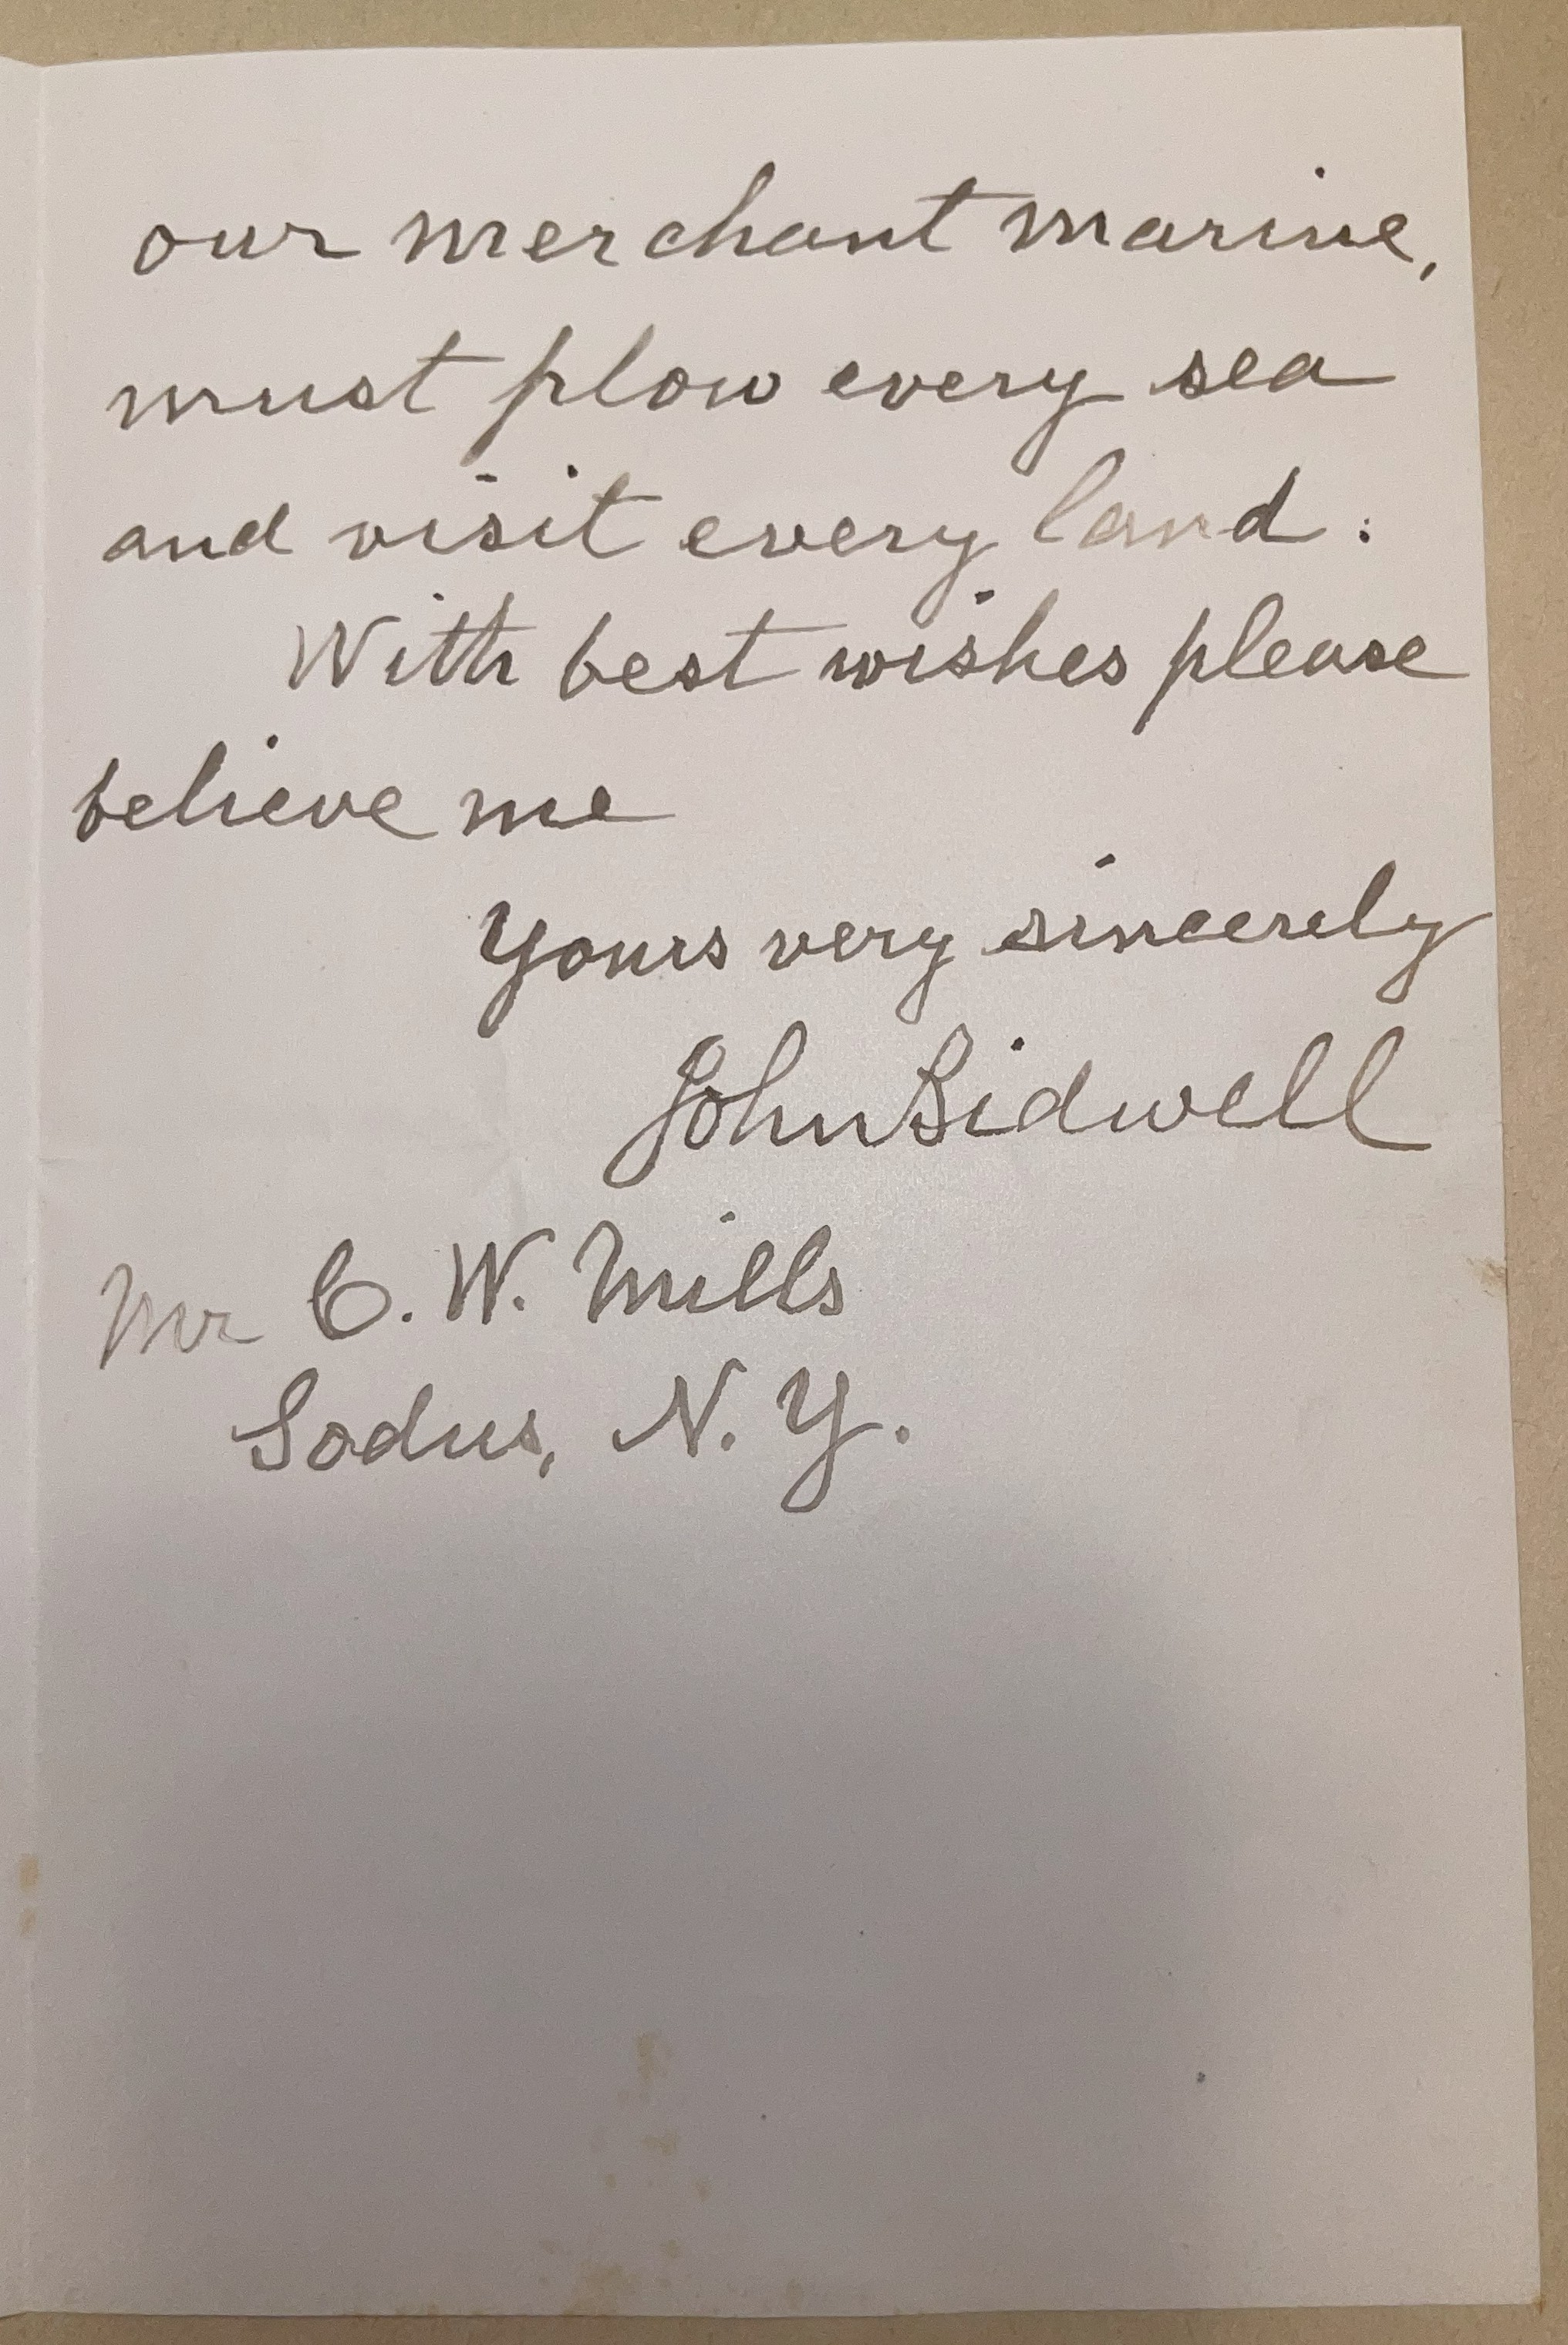 our merchant marine,
must plow every sea
and visit every land.
With best wishes please
believe me
Yours very sincerely
John Bidwell
Mr C. W. Mills
Sodus, N. Y.